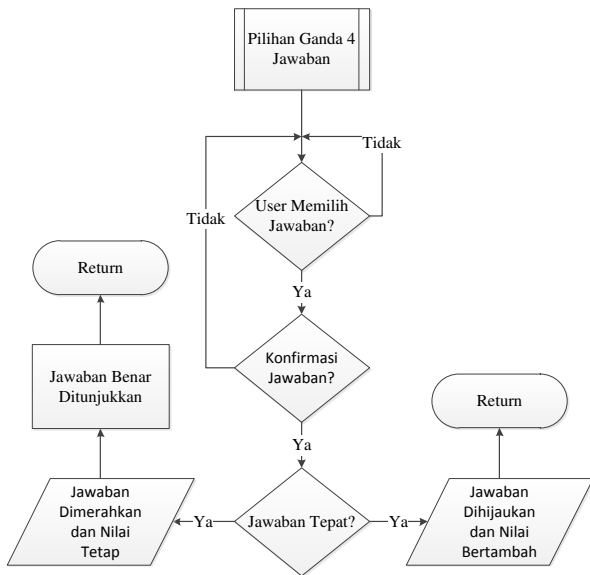 Pilihan Ganda 4
Jawaban
Tidak
User Memilih
Jawaban?
Tidak
Ya
Return
Konfirmasi
Jawaban?
Jawaban Benar
Ditunjukkan
Return
Ya
Jawaban
Dimerahkan
dan Nilai
Tetap
Ya
Jawaban Tepat?
Ya
Jawaban
Dihijaukan
dan Nilai
Bertambah